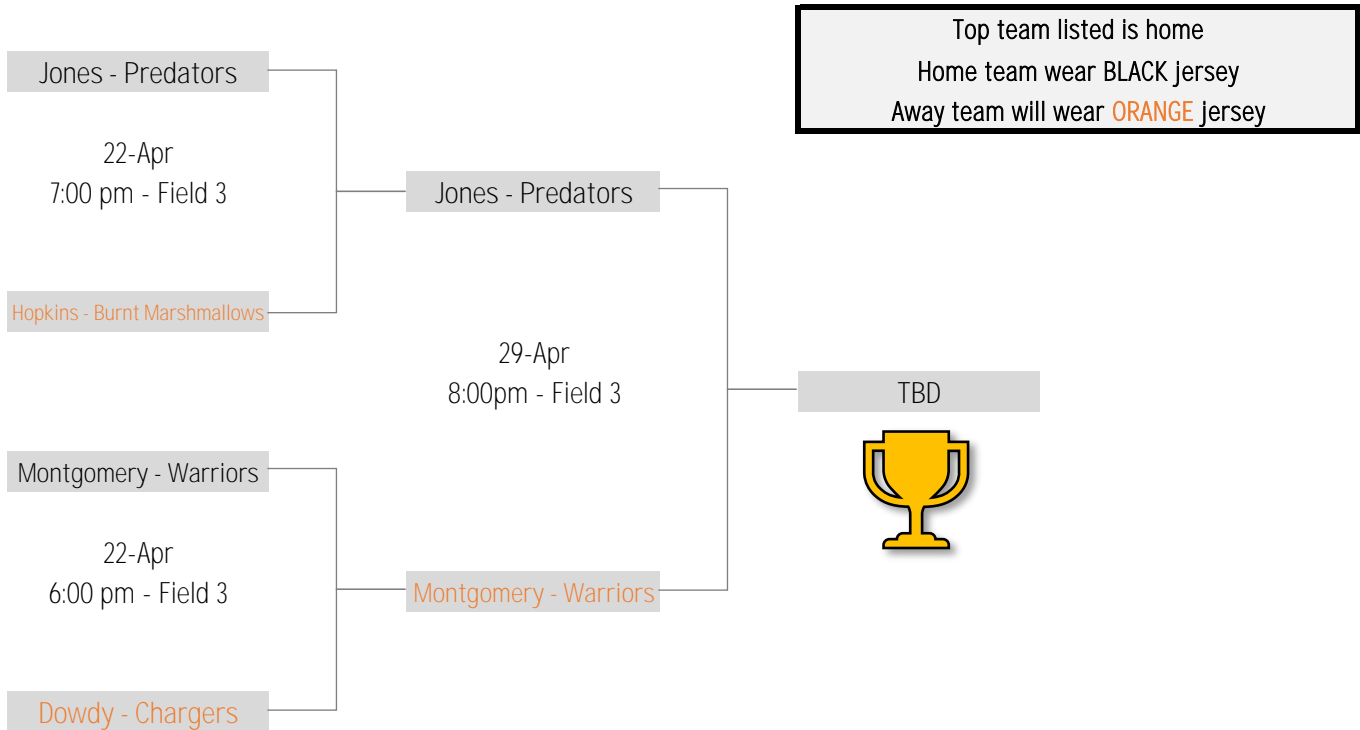 Top team listed is home
Home team wear BLACK jersey
Away team will wear ORANGE jersey
Jones - Predators
22-Apr
7:00 pm - Field 3
Hopkins - Burnt Marshmallows
Montgomery - Warriors
22-Apr
6:00 pm - Field 3
Dowdy - Chargers
Jones - Predators
29-Apr
8:00pm - Field 3
Montgomery - Warriors
TBD